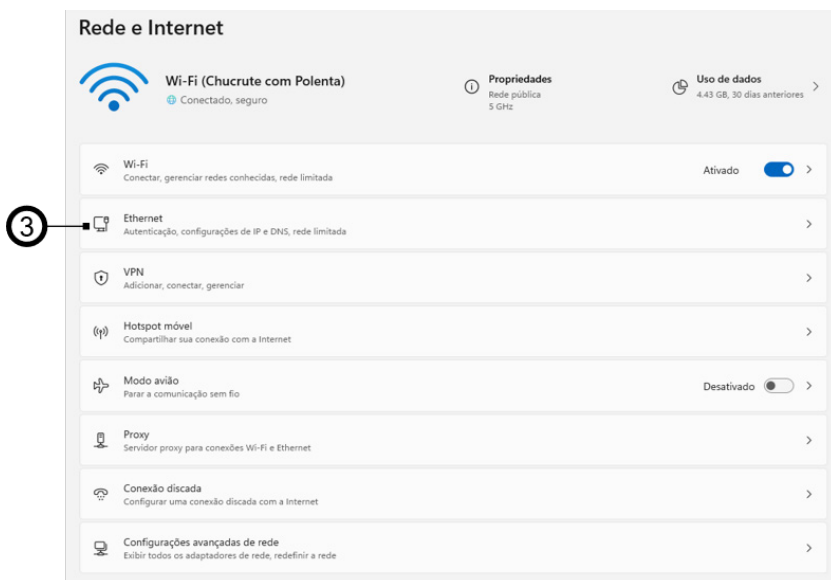 Rede e Internet
Wi-Fi (Chucrute com Polenta)
Conectado, seguro
Propriedades
Rede pública
5 GHz
Uso de dados
4.43 GB, 30 dias anteriores
Wi-Fi
Conectar, gerenciar redes conhecidas, rede limitada
Ativado
3
Ethernet
Autenticação, configurações de IP e DNS, rede limitada
VPN
Adicionar, conectar, gerenciar
Hotspot móvel
Compartilhar sua conexão com a Internet
Modo avião
Parar a comunicação sem fio
Desativado
Proxy
Servidor proxy para conexões Wi-Fi e Ethernet
Conexão discada
Configurar uma conexão discada com a Internet
Configurações avançadas de rede
Exibir todos os adaptadores de rede, redefinir a rede